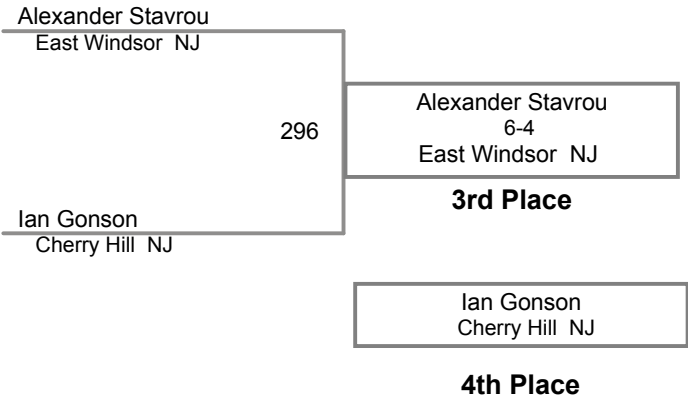 Alexander Stavrou
East Windsor NJ
296
Alexander Stavrou
6-4
East Windsor NJ
3rd Place
Ian Gonson
Cherry Hill NJ
Ian Gonson
Cherry Hill NJ
4th Place